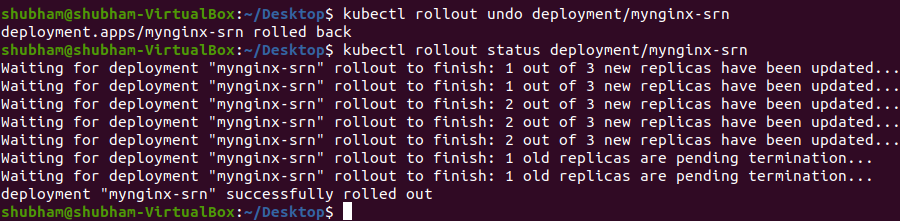 shubham@shubham-VirtualBox:~/Desktop$ kubectl rollout undo deployment/mynginx-srn
deployment.apps/mynginx-srn rolled back
shubham@shubham-VirtualBox:~/Desktop$ kubectl rollout status deployment/mynginx-srn
Waiting for deployment "mynginx-srn" rollout to finish: 1 out of 3 new replicas have been updated...
Waiting for deployment "mynginx-srn" rollout to finish: 1 out of 3 new replicas have been updated...
Waiting for deployment "mynginx-srn" rollout to finish: 2 out of 3 new replicas have been updated...
Waiting for deployment "mynginx-srn" rollout to finish: 2 out of 3 new replicas have been updated...
Waiting for deployment "mynginx-srn" rollout to finish: 2 out of 3 new replicas have been updated...
Waiting for deployment "mynginx-srn" rollout to finish: 1 old replicas are pending termination...
Waiting for deployment "mynginx-srn" rollout to finish: 1 old replicas are pending termination...
deployment "mynginx-srn" successfully rolled out
shubham@shubham-VirtualBox:~/Desktop$